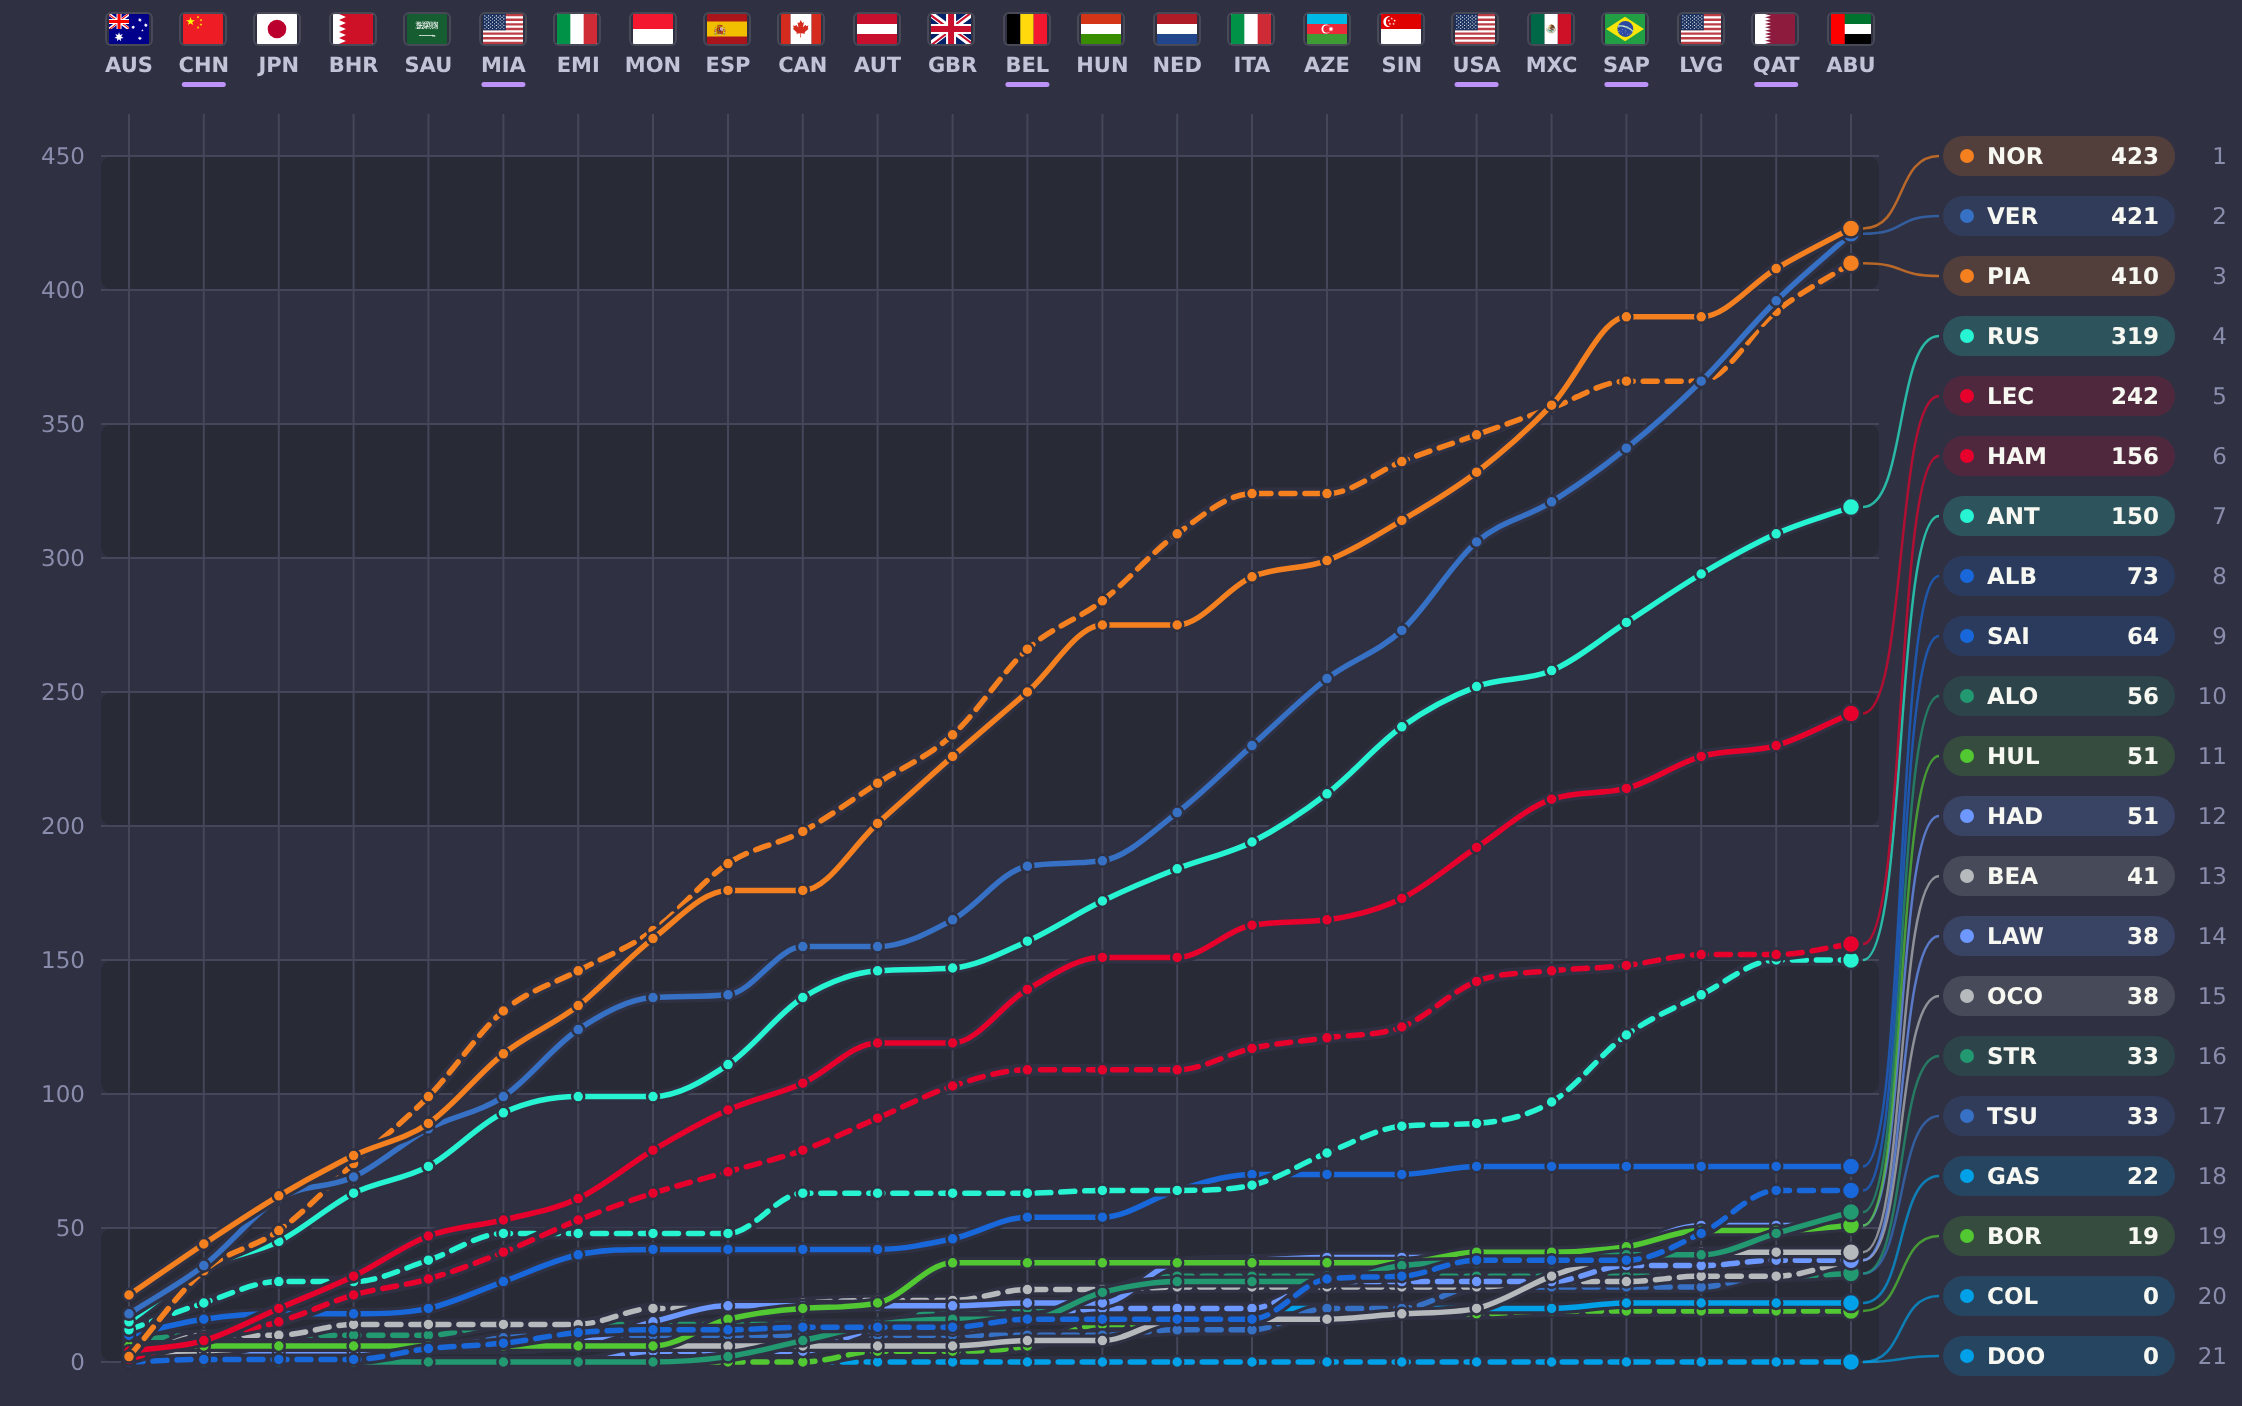 AUS CHN JPN BHR SAU MIA EMI MON ESP CAN AUT GBR BEL HUN NED ITA AZE SIN USA MXC SAP LVG QAT ABU
450
400
350
300
250
200
150
100
50
0
NOR 423 1
VER 421 2
PIA 410 3
RUS 319 4
LEC 242 5
HAM 156 6
ANT 150 7
ALB 73 8
SAI 64 9
ALO 56 10
HUL 51 11
HAD 51 12
BEA 41 13
LAW 38 14
OCO 38 15
STR 33 16
TSU 33 17
GAS 22 18
BOR 19 19
COL 0 20
DOO 0 21